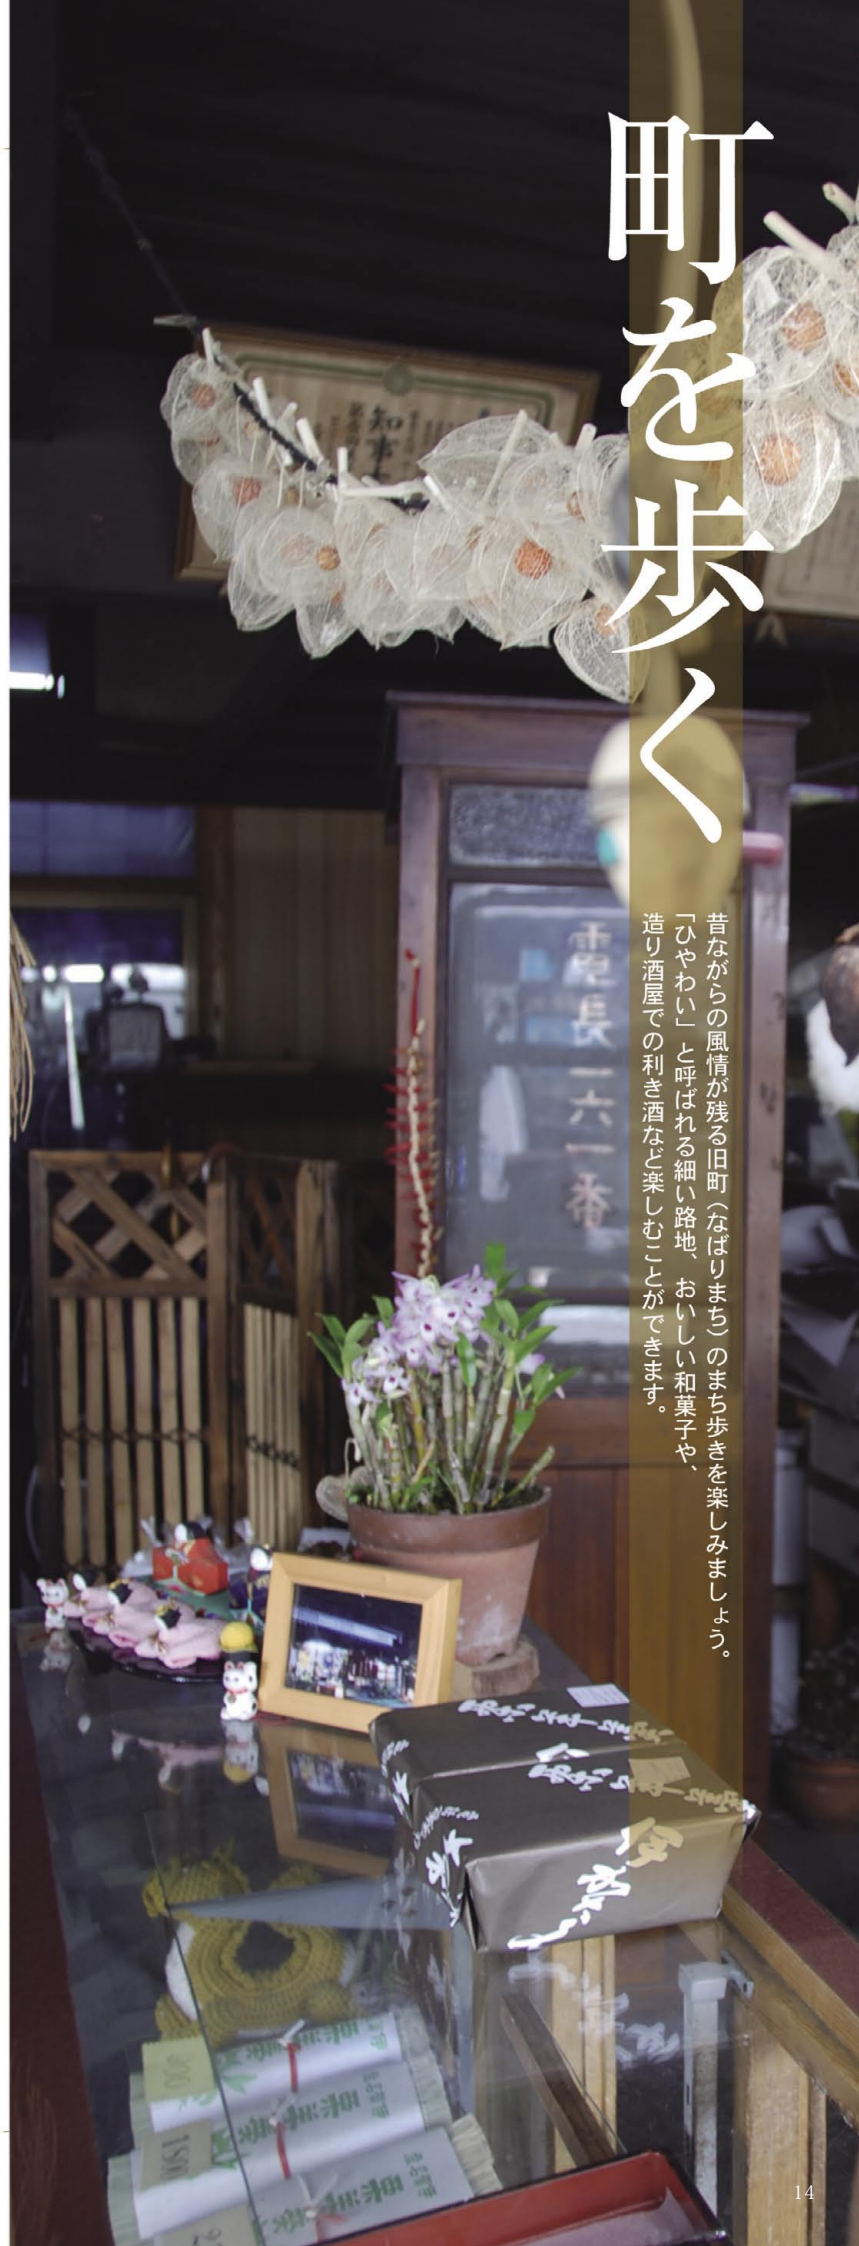 町を歩く
昔ながらの風情が残る旧町（なばりまち）のまち歩きを楽しみましょう。
「ひやわい」と呼ばれる細い路地、おいしい和菓子や、
造り酒屋での利き酒など楽しむことができます。
知事
電長一六一番
14